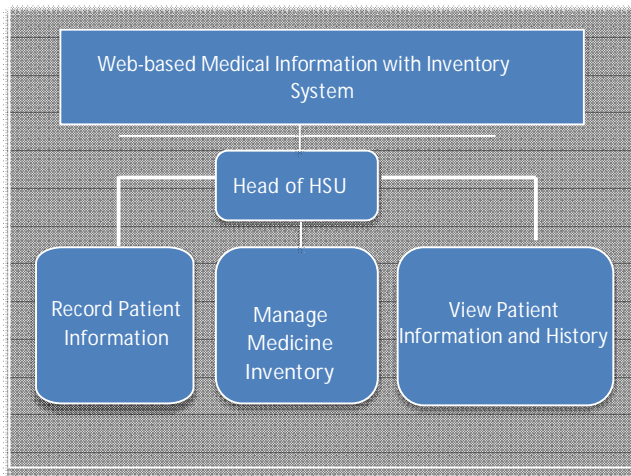 Web-based Medical Information with Inventory
System
Head of HSU
Record Patient
Information
Manage
Medicine
Inventory
View Patient
Information and History